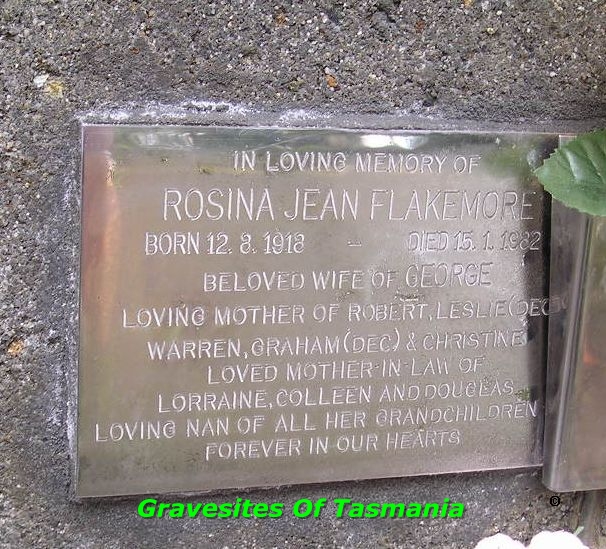 IN LOVING MEMORY OF
ROSINA JEAN FLAKEMORE
BORN 12. 8. 1918 – DIED 15. 1. 1982
BELOVED WIFE OF GEORGE
LOVING MOTHER OF ROBERT, LESLIE (DEC)
WARREN, GRAHAM (DEC) & CHRISTINE
LOVED MOTHER-IN-LAW OF
LORRAINE, COLLEEN AND DOUGLAS
LOVING NAN OF ALL HER GRANDCHILDREN
FOREVER IN OUR HEARTS
Gravesites Of Tasmania
©